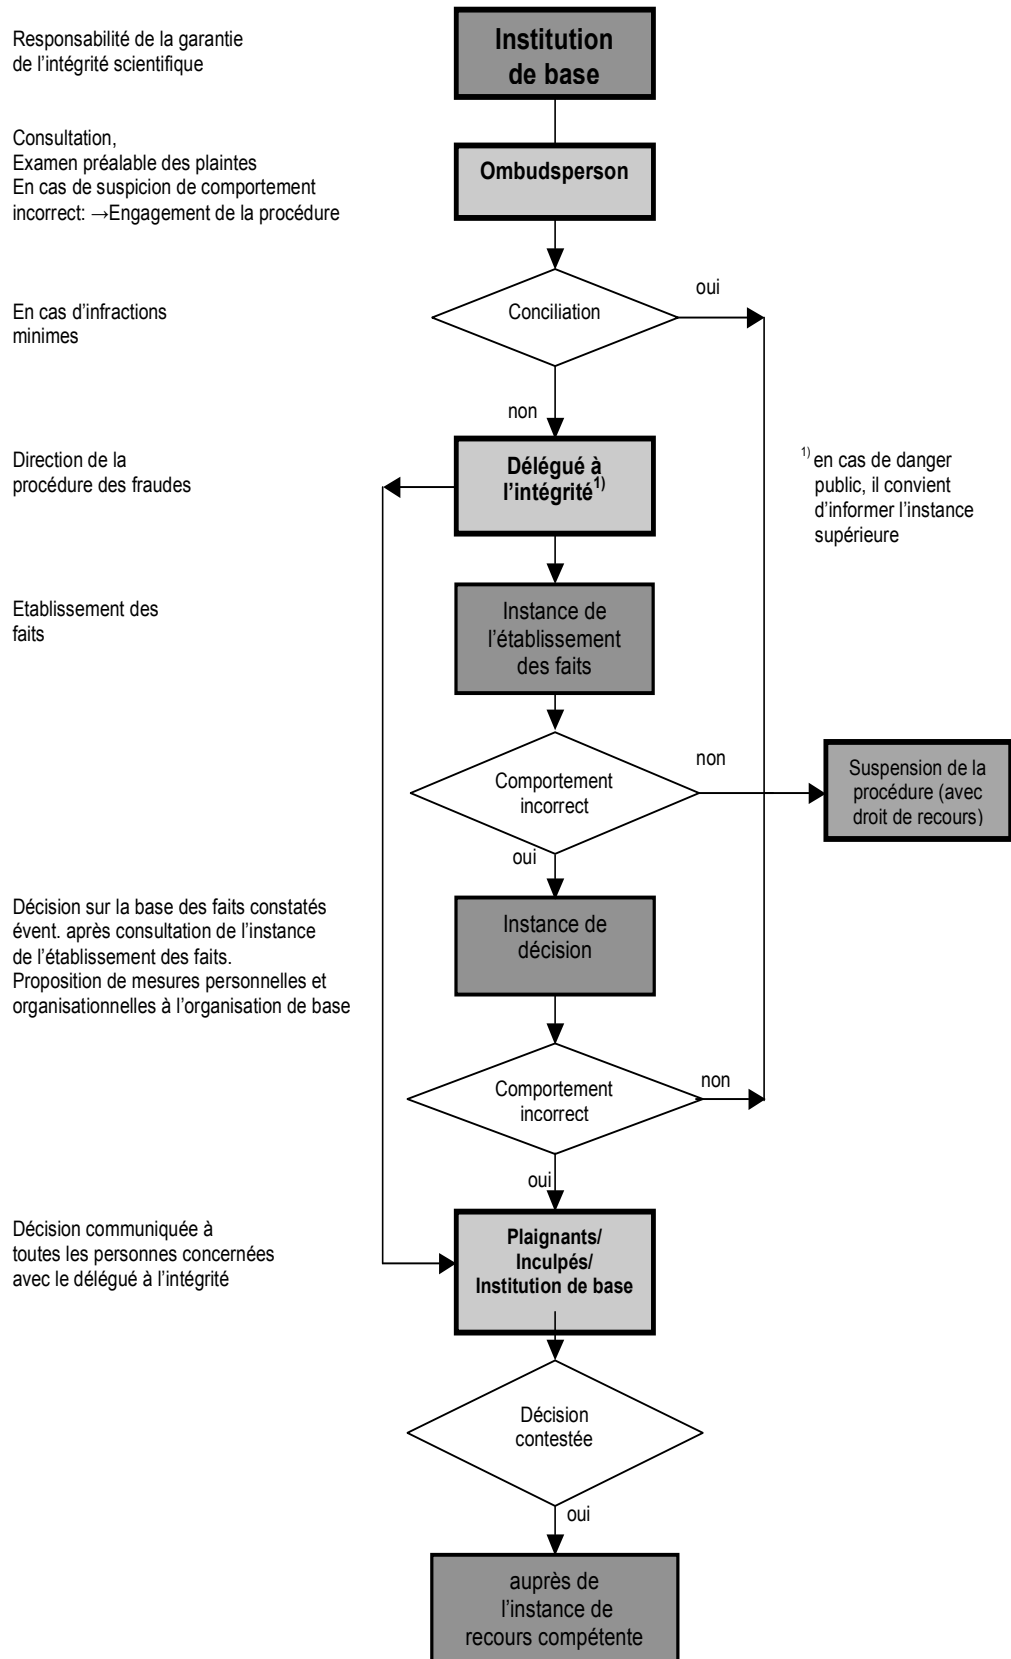 Responsabilité de la garantie
de l'intégrité scientifique
Institution
de base
Consultation,
Examen préalable des plaintes
En cas de suspicion de comportement
incorrect: →Engagement de la procédure
Ombudsperson
En cas d'infractions
minimes
Conciliation
oui
non
Direction de la
procédure des fraudes
Délégué à
l'intégrité1)
1) en cas de danger
public, il convient
d'informer l'instance
supérieure
Etablissement des
faits
Instance de
l'établissement
des faits
Comportement
incorrect
non
oui
Suspension de la
procédure (avec
droit de recours)
Décision sur la base des faits constatés
évent. après consultation de l'instance
de l'établissement des faits.
Proposition de mesures personnelles et
organisationnelles à l'organisation de base
Instance de
décision
Comportement
incorrect
non
oui
Décision communiquée à
toutes les personnes concernées
avec le délégué à l'intégrité
Plaignants/
Inculpés/
Institution de base
Décision
contestée
oui
auprès de
l'instance de
recours compétente